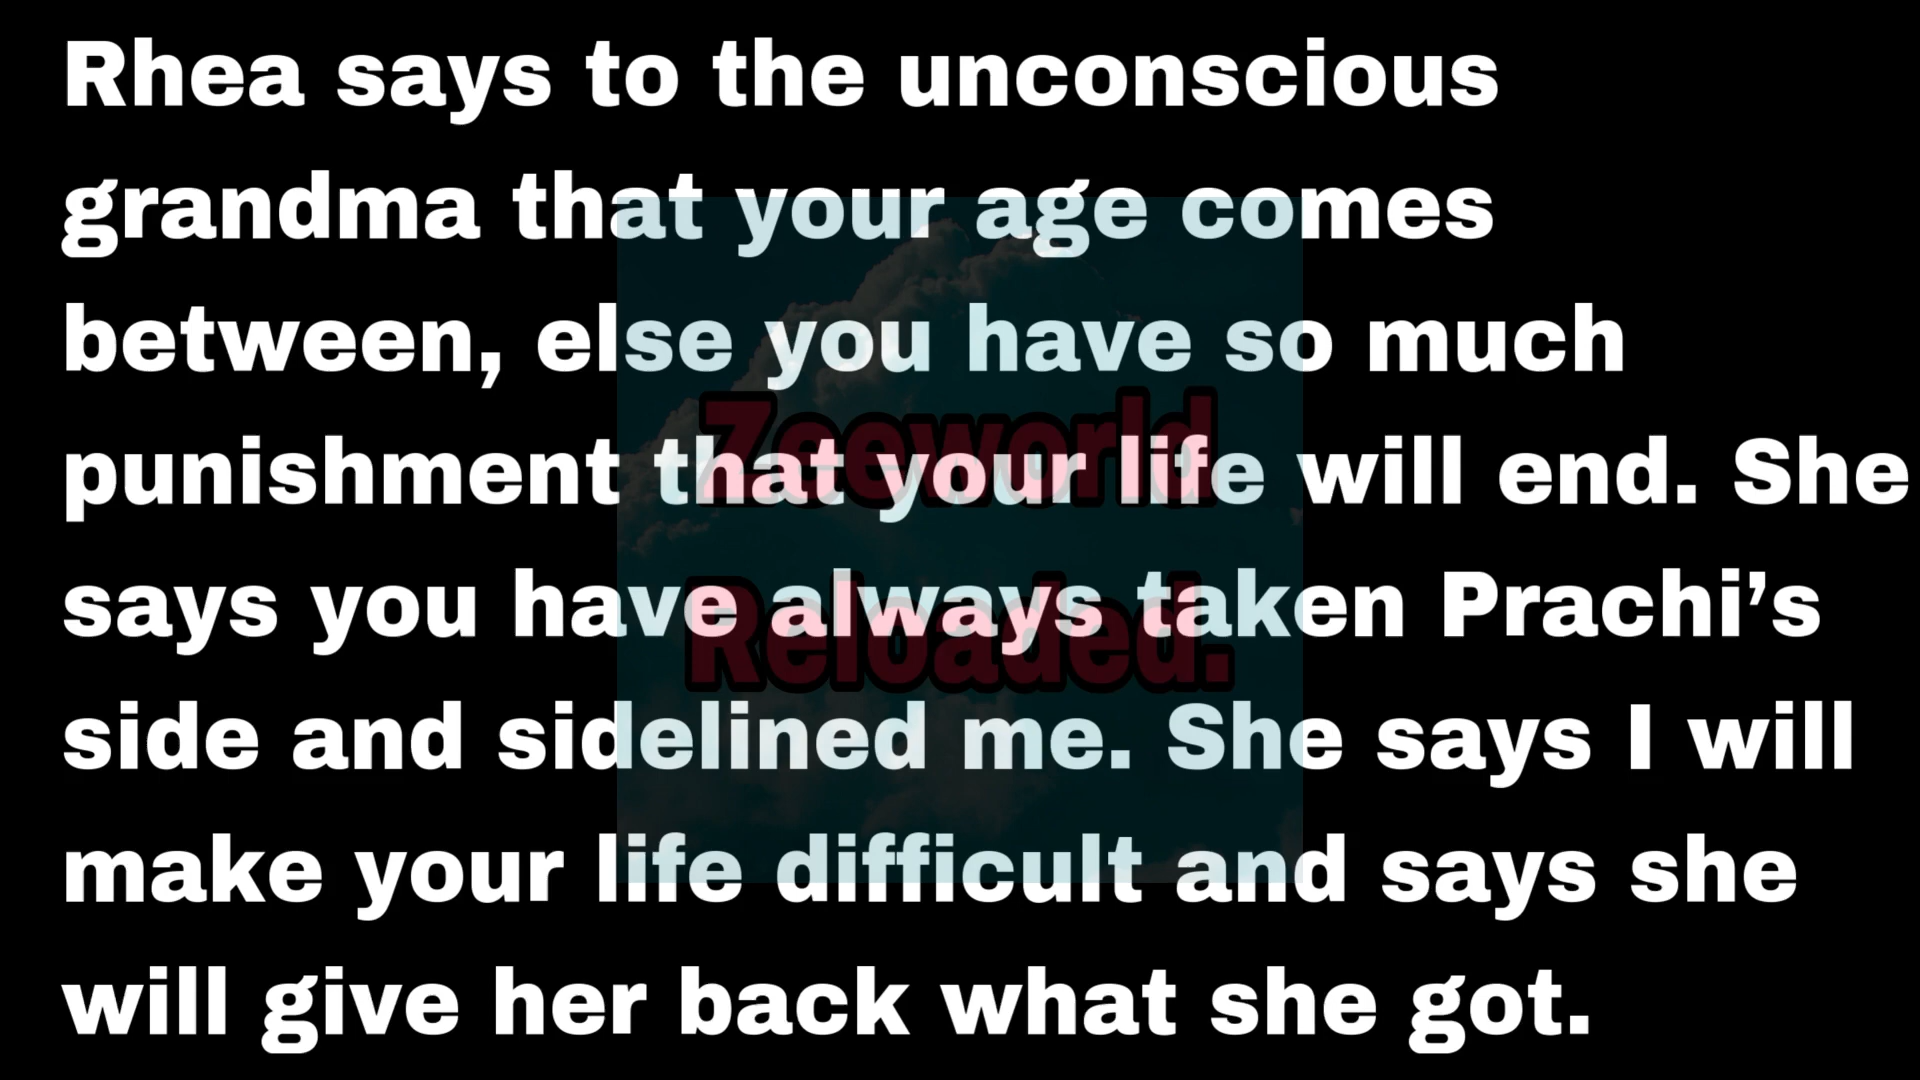 Rhea says to the unconscious
grandma that your age comes
between, else you have so much
punishment that your life will end. She
says you have always taken Prachi’s
side and sidelined me. She says I will
make your life difficult and says she
will give her back what she got.
Zeeworld
Reloaded.